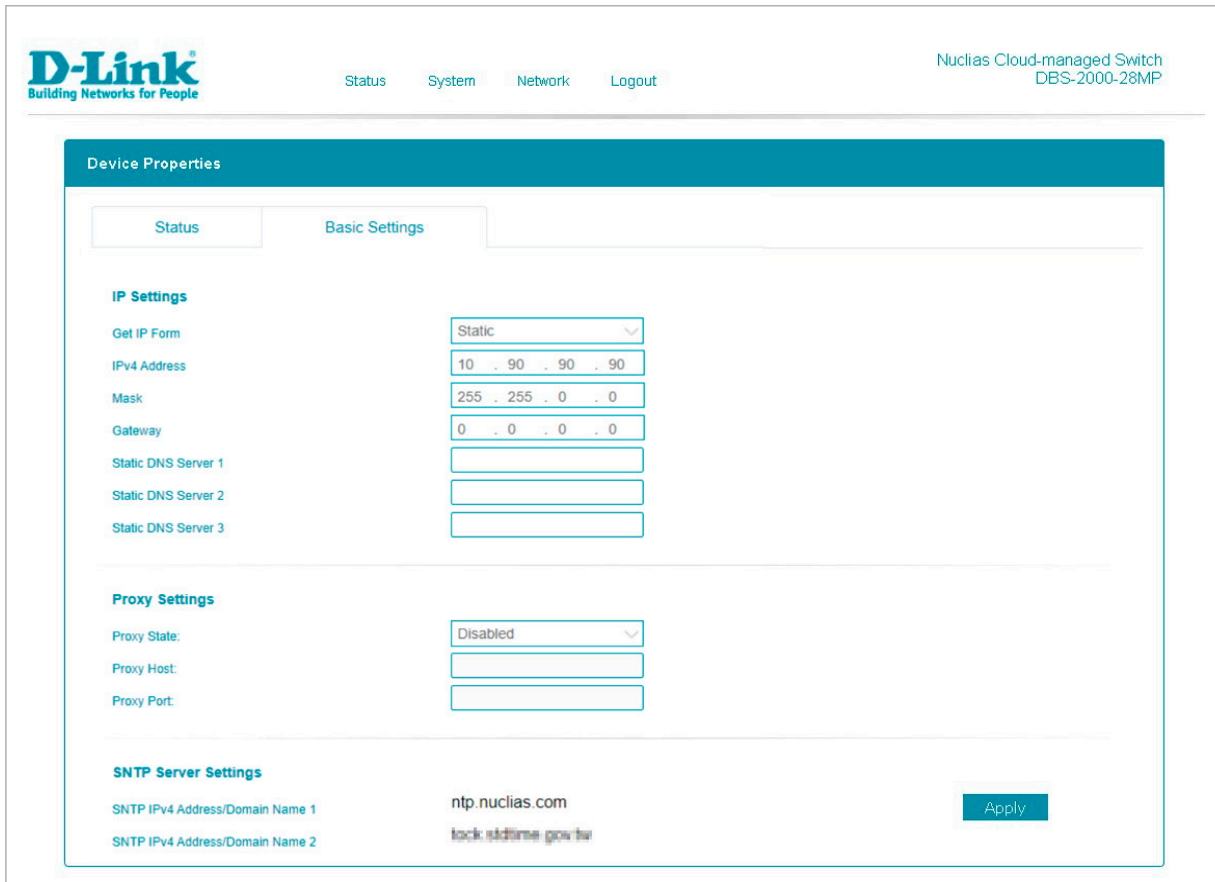 D-Link®
Building Networks for People
Status System Network Logout
Nuclias Cloud-managed Switch
DBS-2000-28MP
Device Properties
Status Basic Settings
IP Settings
Get IP Form Static
IPv4 Address 10 . 90 . 90 . 90
Mask 255 . 255 . 0 . 0
Gateway 0 . 0 . 0 . 0
Static DNS Server 1
Static DNS Server 2
Static DNS Server 3
Proxy Settings
Proxy State: Disabled
Proxy Host:
Proxy Port:
SNTP Server Settings
SNTP IPv4 Address/Domain Name 1 ntp.nuclias.com
Apply
SNTP IPv4 Address/Domain Name 2